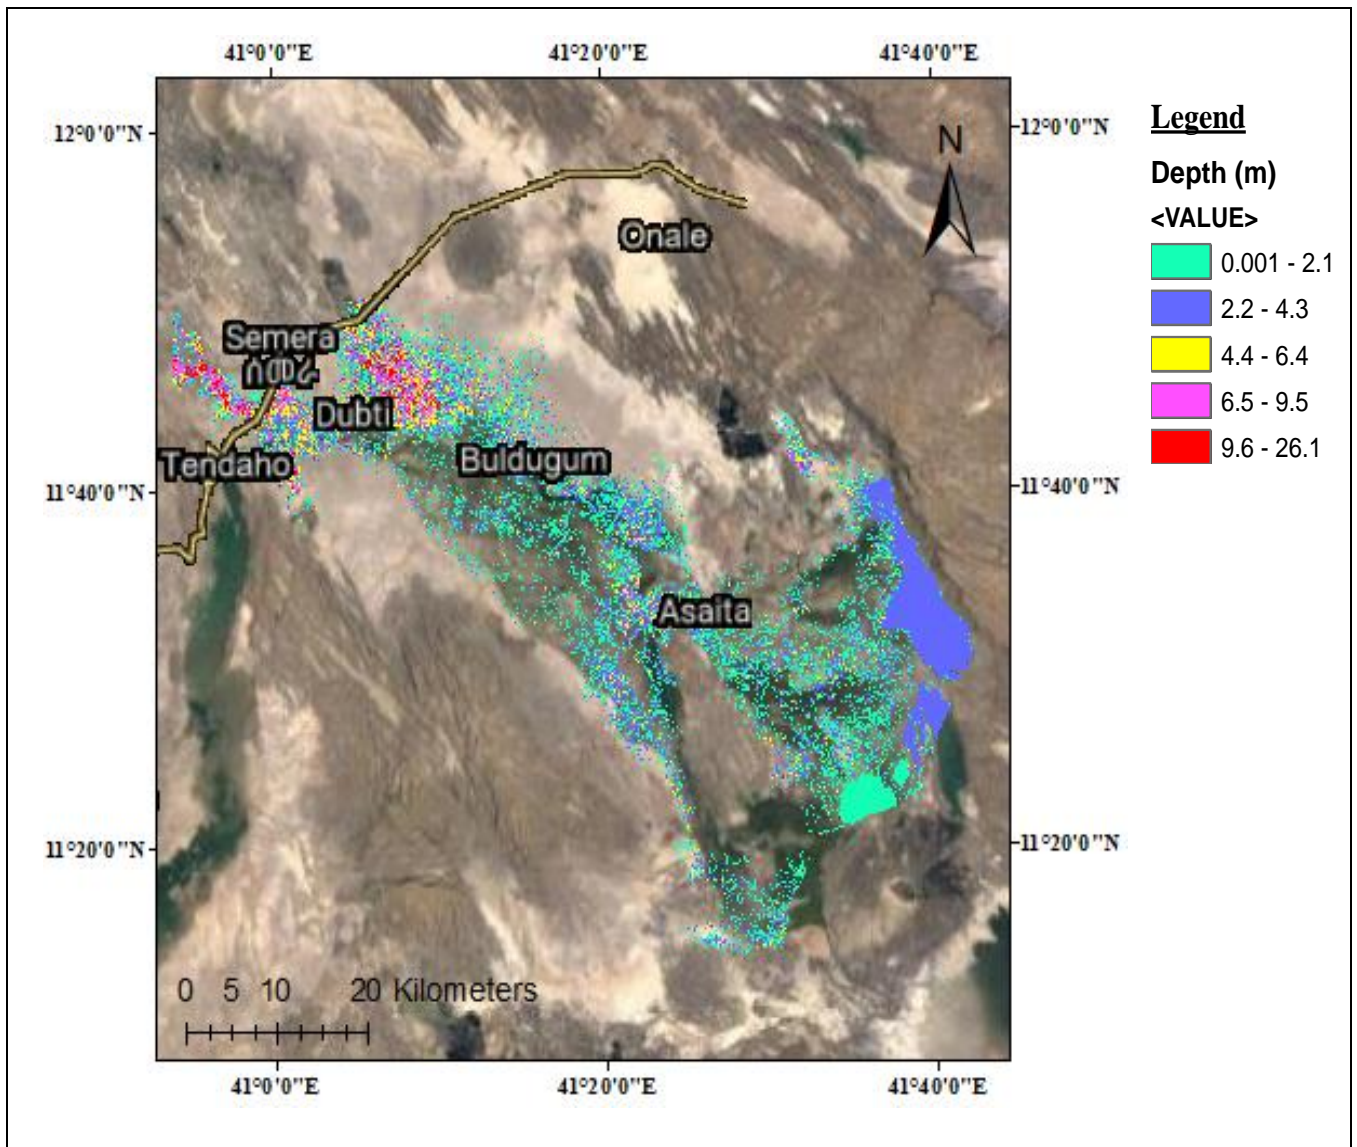 41°0'0"E 41°20'0"E 41°40'0"E
12°0'0"N 12°0'0"N
Legend
N
Depth (m)
<VALUE>
Onale
0.001 - 2.1
2.2 - 4.3
Semera
4.4 - 6.4
ሰመራ
6.5 - 9.5
Dubti
9.6 - 26.1
Tendaho Buldugum
11°40'0"N 11°40'0"N
Asaita
11°20'0"N 11°20'0"N
0 5 10 20 Kilometers
41°0'0"E 41°20'0"E 41°40'0"E